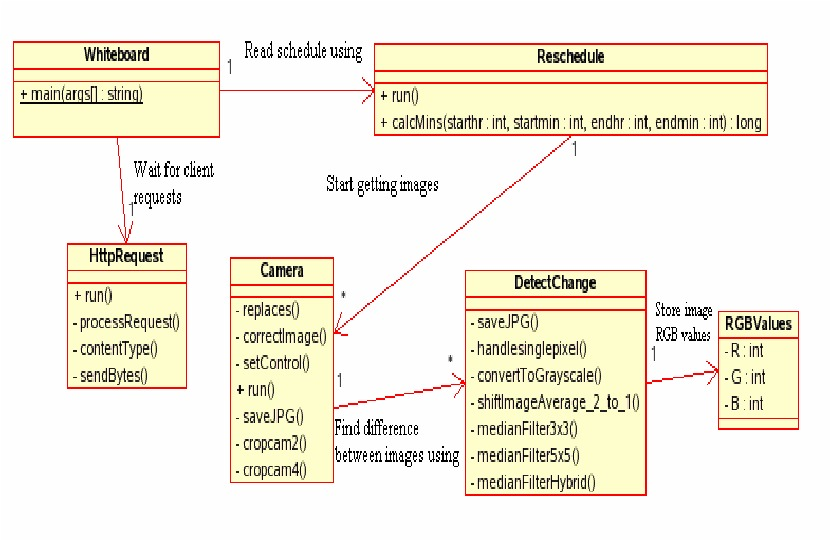 Whiteboard
+ main(args[] : string)
1
Read schedule using
Reschedule
+ run()
+ calcMins(starthr : int, startmin : int, endhr : int, endmin : int) : long
1
Wait for client
requests
1
Start getting images
*
HttpRequest
+ run()
- processRequest()
- contentType()
- sendBytes()
Camera
- replaces()
- correctImage()
- setControl()
+ run()
- saveJPG()
- cropcam2()
- cropcam4()
1
*
Find difference
between images using
DetectChange
- saveJPG()
- handlesinglepixel()
- convertToGrayscale()
- shiftImageAverage_2_to_1()
- medianFilter3x3()
- medianFilter5x5()
- medianFilterHybrid()
Store image
RGB values
1
RGBValues
- R : int
- G : int
- B : int